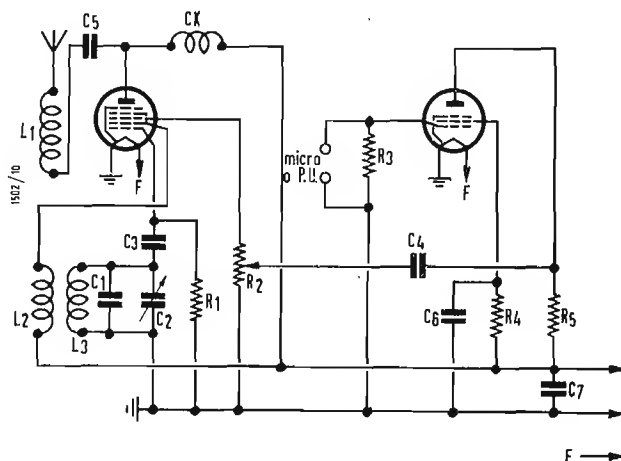 C5
CX
L1
1502/10
F
micro
o P.U.
R3
F
C3
C4
L2
L3
C1
C2
R1
R2
C6
R4
R5
C7
F